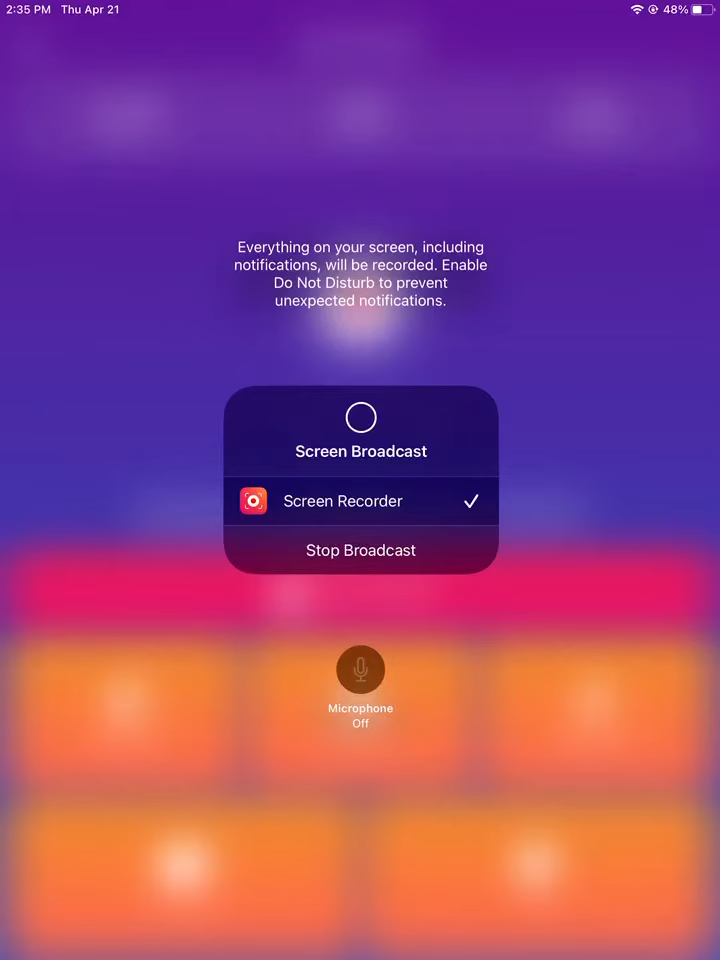 2:35 PM Thu Apr 21
48%
Everything on your screen, including
notifications, will be recorded. Enable
Do Not Disturb to prevent
unexpected notifications.
Screen Broadcast
Screen Recorder
Stop Broadcast
Microphone
Off